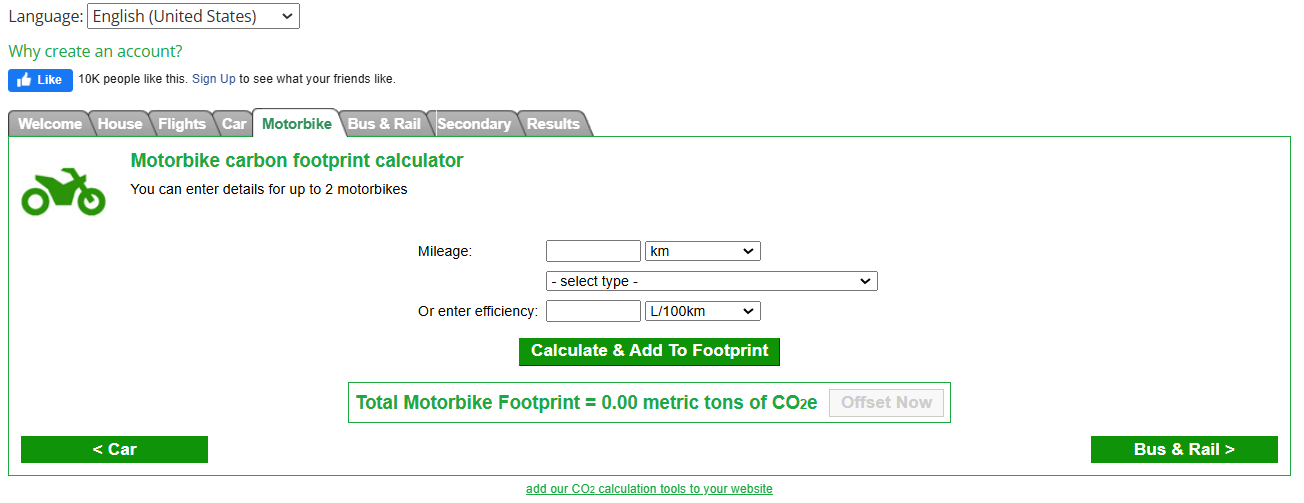 Language: English (United States)
Why create an account?
Like 10K people like this. Sign Up to see what your friends like.
Welcome House Flights Car Motorbike Bus & Rail Secondary Results
Motorbike carbon footprint calculator
You can enter details for up to 2 motorbikes
Mileage: km
- select type -
Or enter efficiency: L/100km
Calculate & Add To Footprint
Total Motorbike Footprint = 0.00 metric tons of CO2e Offset Now
< Car Bus & Rail >
add our CO2 calculation tools to your website